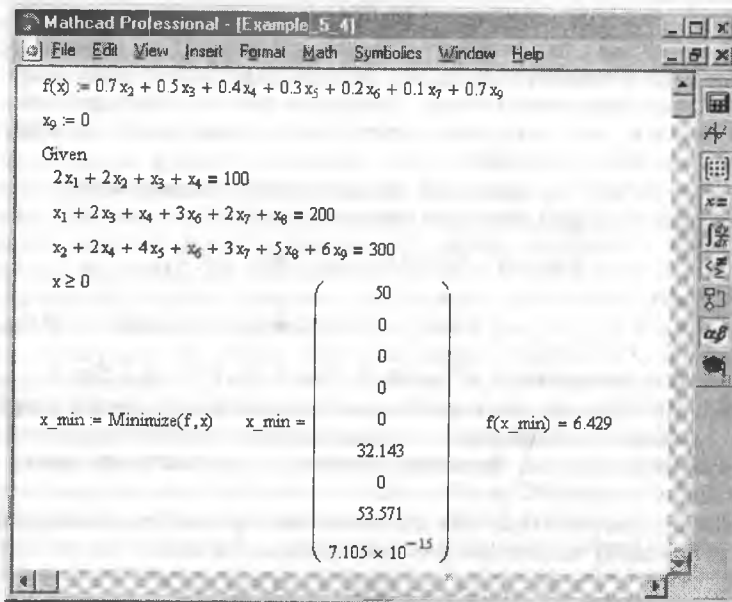 Mathcad Professional - [Example_5_4]
File Edit View Insert Format Math Symbolics Window Help
f(x) := 0.7x₂ + 0.5x₃ + 0.4x₄ + 0.3x₅ + 0.2x₆ + 0.1x₇ + 0.7x₉
x₉ := 0
Given
2x₁ + 2x₂ + x₃ + x₄ = 100
x₁ + 2x₃ + x₄ + 3x₆ + 2x₇ + x₈ = 200
x₂ + 2x₄ + 4x₅ + x₆ + 3x₇ + 5x₈ + 6x₉ = 300
x ≥ 0
x_min := Minimize(f,x)
x_min =
50
0
0
0
0
32.143
0
53.571
7.105 × 10⁻¹⁵
f(x_min) = 6.429
x=
αβ